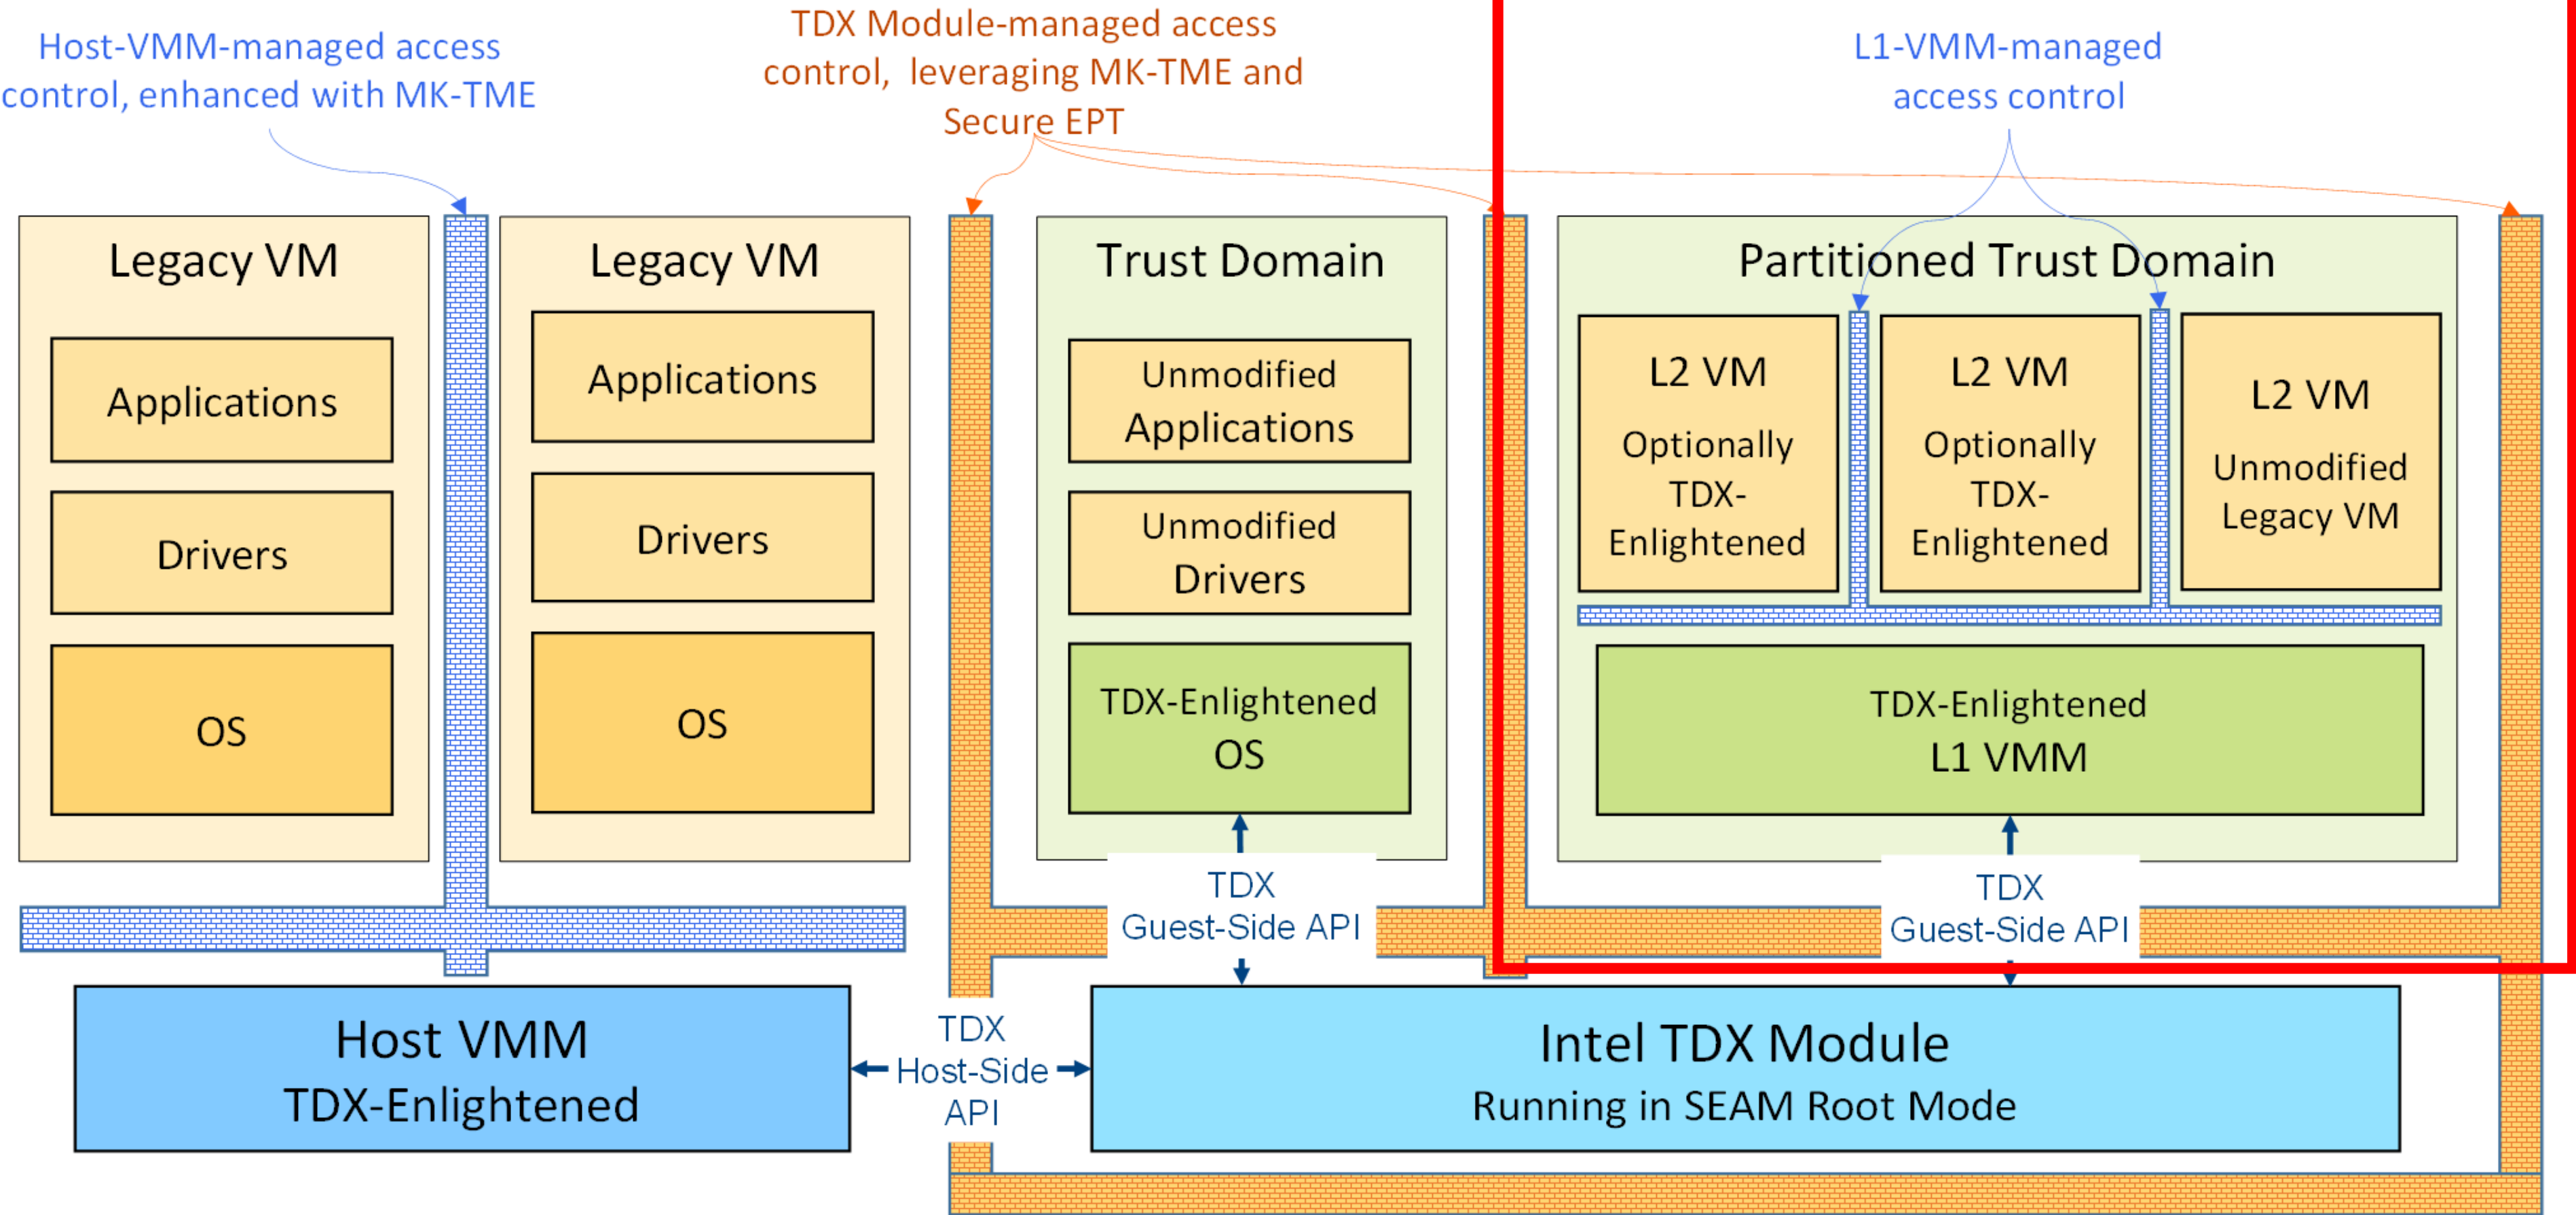 Host-VMM-managed access
control, enhanced with MK-TME
TDX Module-managed access
control, leveraging MK-TME and
Secure EPT
L1-VMM-managed
access control
Legacy VM
Applications
Drivers
OS
Legacy VM
Applications
Drivers
OS
Trust Domain
Unmodified
Applications
Unmodified
Drivers
TDX-Enlightened
OS
Partitioned Trust Domain
L2 VM
Optionally
TDX-
Enlightened
L2 VM
Optionally
TDX-
Enlightened
L2 VM
Unmodified
Legacy VM
TDX-Enlightened
L1 VMM
TDX
Guest-Side API
TDX
Guest-Side API
Host VMM
TDX-Enlightened
TDX
Host-Side
API
Intel TDX Module
Running in SEAM Root Mode